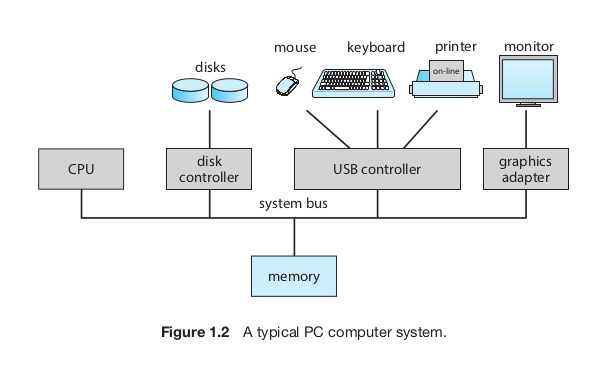 mouse keyboard printer monitor
disks
on-line
CPU
disk
controller
USB controller
graphics
adapter
system bus
memory
Figure 1.2 A typical PC computer system.